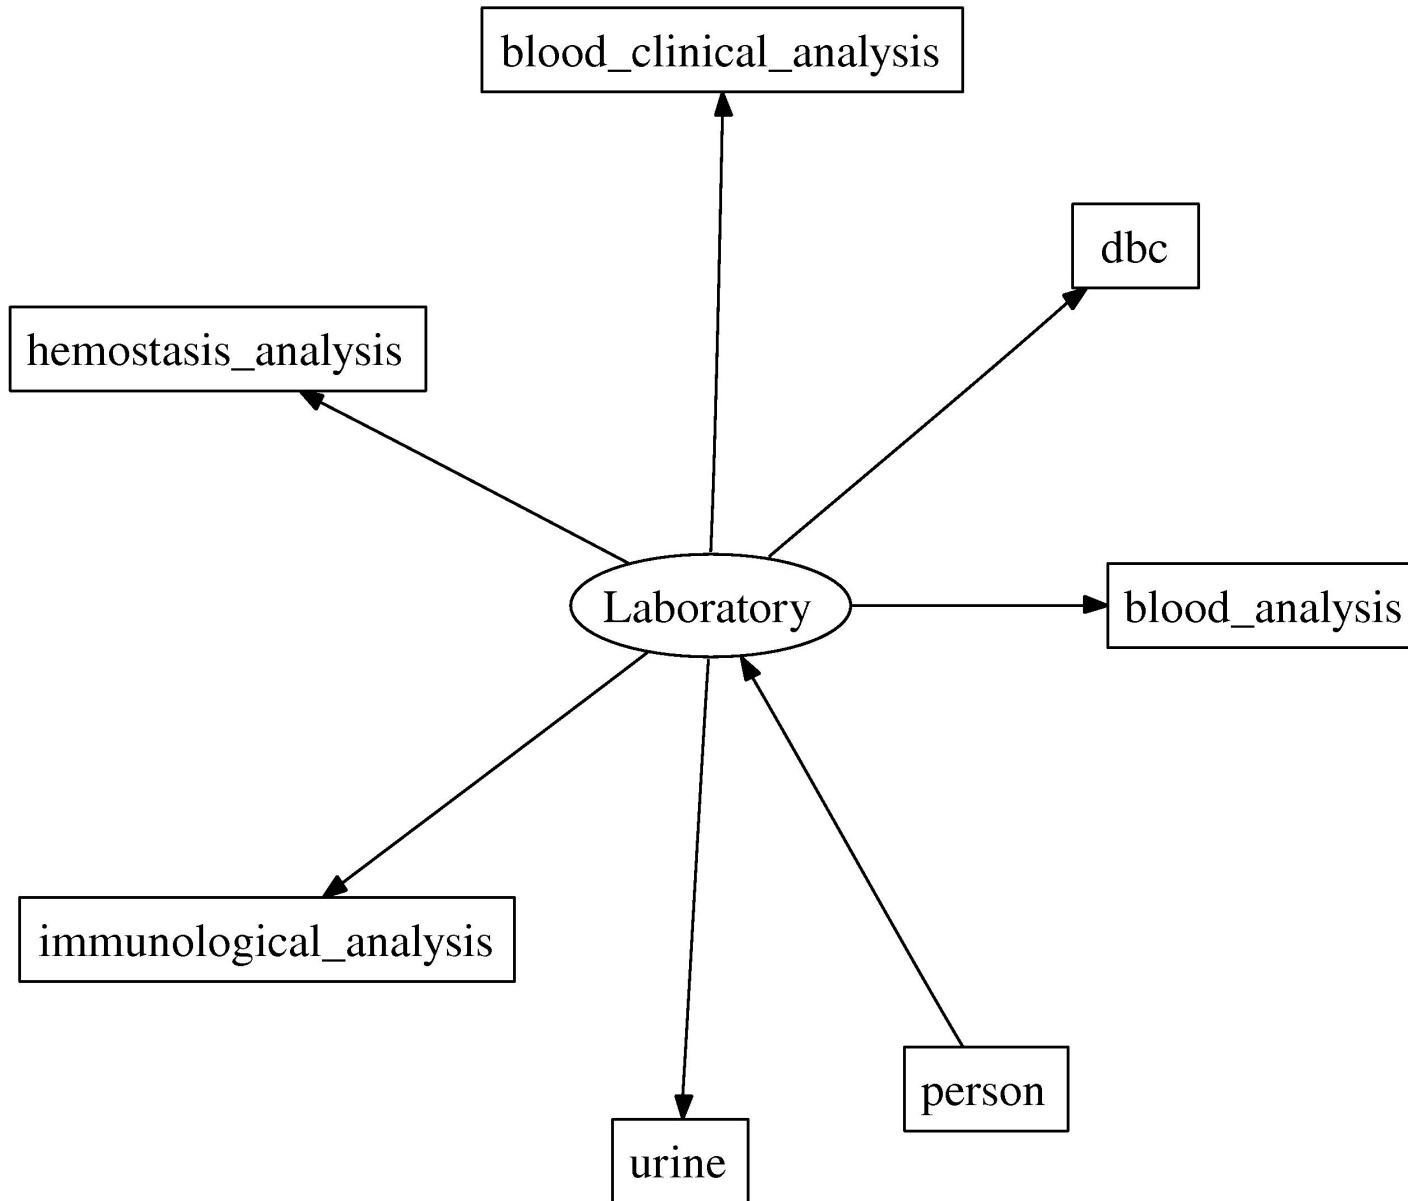 blood_clinical_analysis
dbc
hemostasis_analysis
Laboratory
blood_analysis
immunological_analysis
person
urine